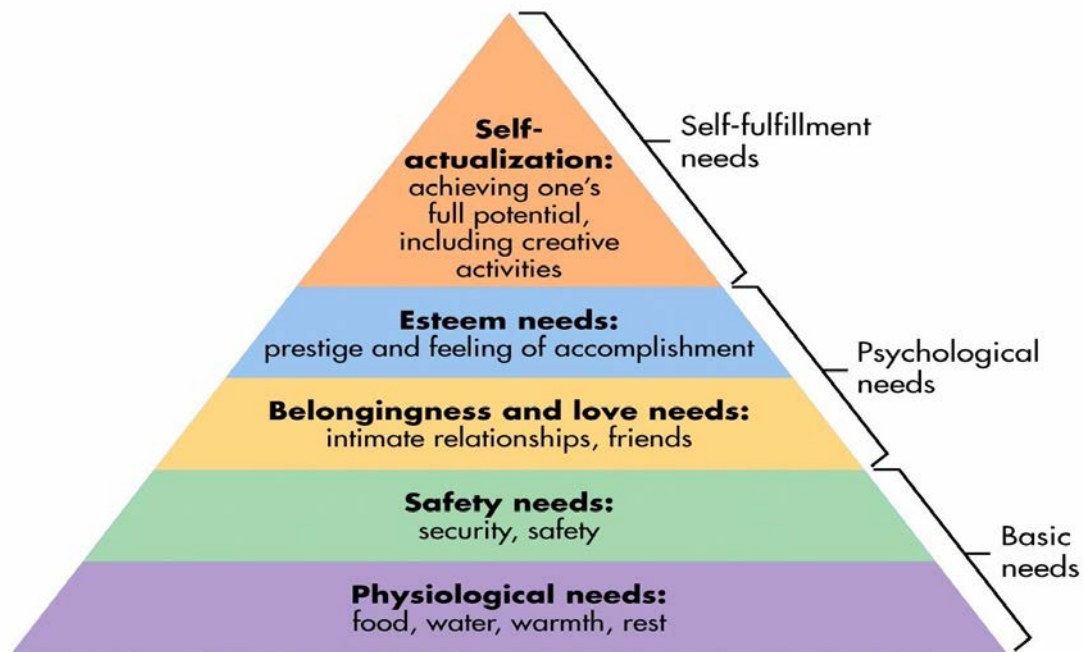 Self-
actualization:
achieving one's
full potential,
including creative
activities
Self-fulfillment
needs
Esteem needs:
prestige and feeling of accomplishment
Belongingness and love needs:
intimate relationships, friends
Psychological
needs
Safety needs:
security, safety
Physiological needs:
food, water, warmth, rest
Basic
needs